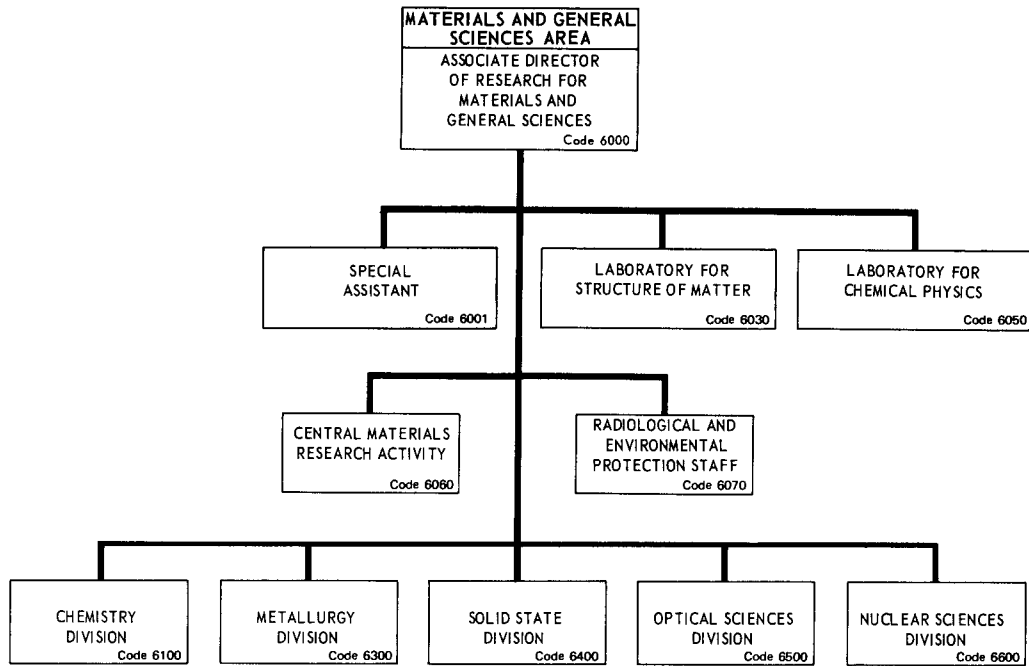 MATERIALS AND GENERAL
SCIENCES AREA
ASSOCIATE DIRECTOR
OF RESEARCH FOR
MATERIALS AND
GENERAL SCIENCES
Code 6000
SPECIAL
ASSISTANT
Code 6001
LABORATORY FOR
STRUCTURE OF MATTER
Code 6030
LABORATORY FOR
CHEMICAL PHYSICS
Code 6050
CENTRAL MATERIALS
RESEARCH ACTIVITY
Code 6060
RADIOLOGICAL AND
ENVIRONMENTAL
PROTECTION STAFF
Code 6070
CHEMISTRY
DIVISION
Code 6100
METALLURGY
DIVISION
Code 6300
SOLID STATE
DIVISION
Code 6400
OPTICAL SCIENCES
DIVISION
Code 6500
NUCLEAR SCIENCES
DIVISION
Code 6600